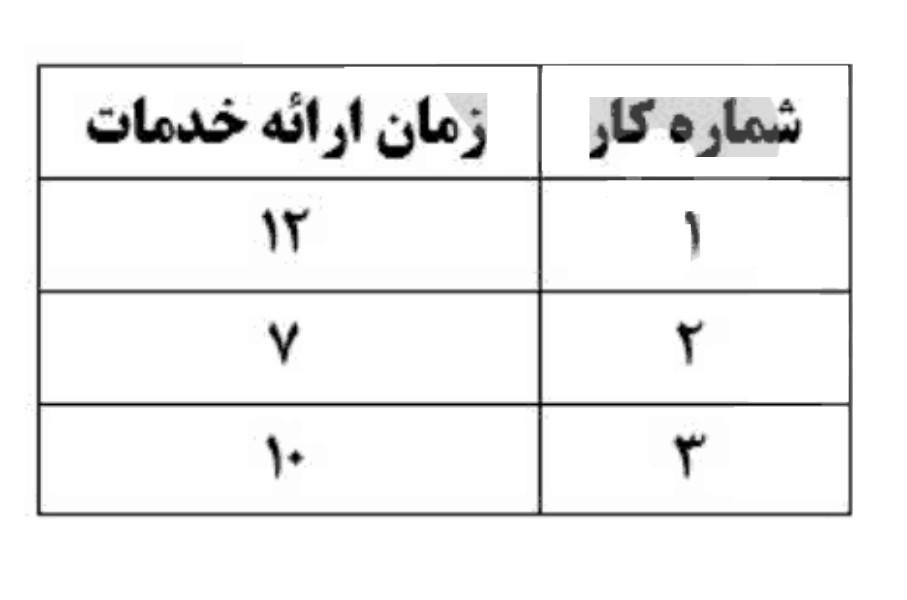 شماره کار زمان ارائه خدمات
۱ ۱۲
۲ ۷
۳ ۱۰